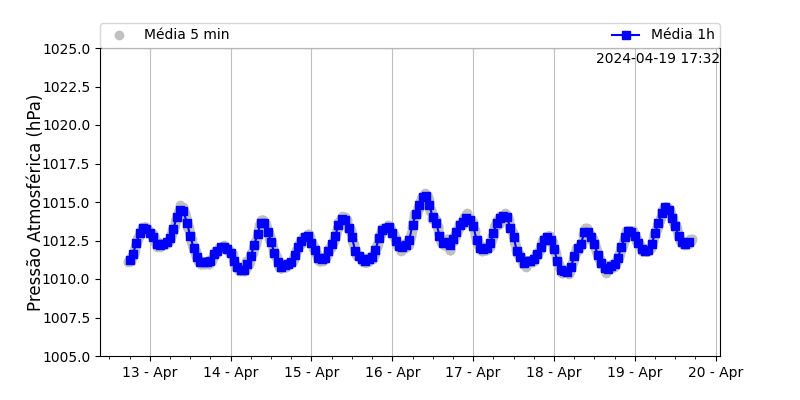 Média 5 min
Média 1h
2024-04-19 17:32
Pressão Atmosférica (hPa)
1025.0
1022.5
1020.0
1017.5
1015.0
1012.5
1010.0
1007.5
1005.0
13 - Apr 14 - Apr 15 - Apr 16 - Apr 17 - Apr 18 - Apr 19 - Apr 20 - Apr